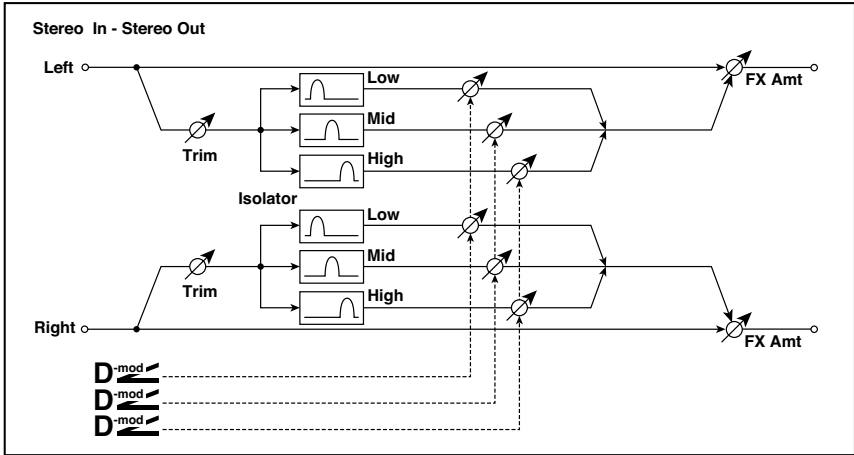 Stereo In - Stereo Out
Left
FX Amt
Trim
Low
Mid
High
Isolator
Low
Mid
High
Trim
Right
FX Amt
D-mod
D-mod
D-mod